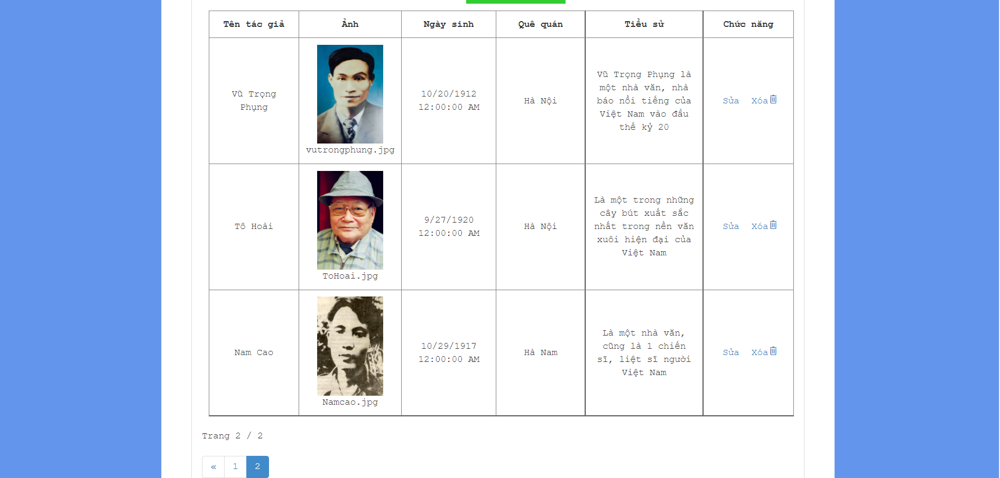 Tên tác giả
Ảnh
Ngày sinh
Quê quán
Tiểu sử
Chức năng
Vũ Trọng
Phụng
vutrongphung.jpg
10/20/1912
12:00:00 AM
Hà Nội
Vũ Trọng Phụng là
một nhà văn, nhà
báo nổi tiếng của
Việt Nam vào đầu
thế kỷ 20
Sửa Xóa
Tô Hoài
ToHoai.jpg
9/27/1920
12:00:00 AM
Hà Nội
Là một trong những
cây bút xuất sắc
nhất trong nền văn
xuôi hiện đại của
Việt Nam
Sửa Xóa
Nam Cao
Namcao.jpg
10/29/1917
12:00:00 AM
Hà Nam
Là một nhà văn,
cũng là 1 chiến
sĩ, liệt sĩ người
Việt Nam
Sửa Xóa
Trang 2 / 2
« 1 2